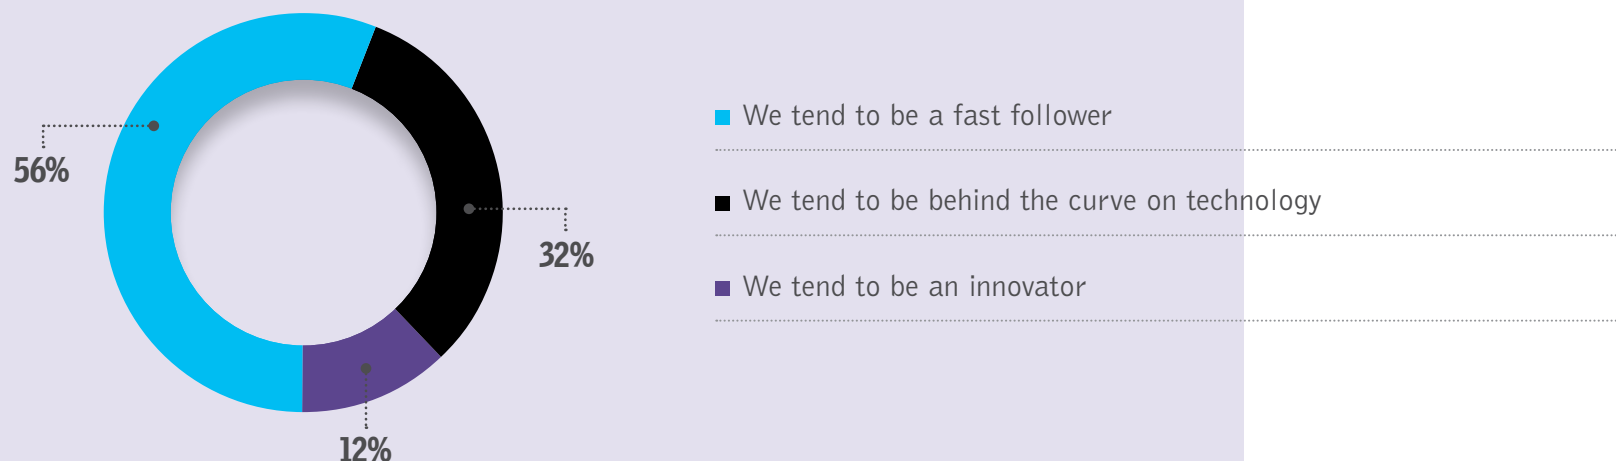 56%
32%
12%
We tend to be a fast follower
We tend to be behind the curve on technology
We tend to be an innovator